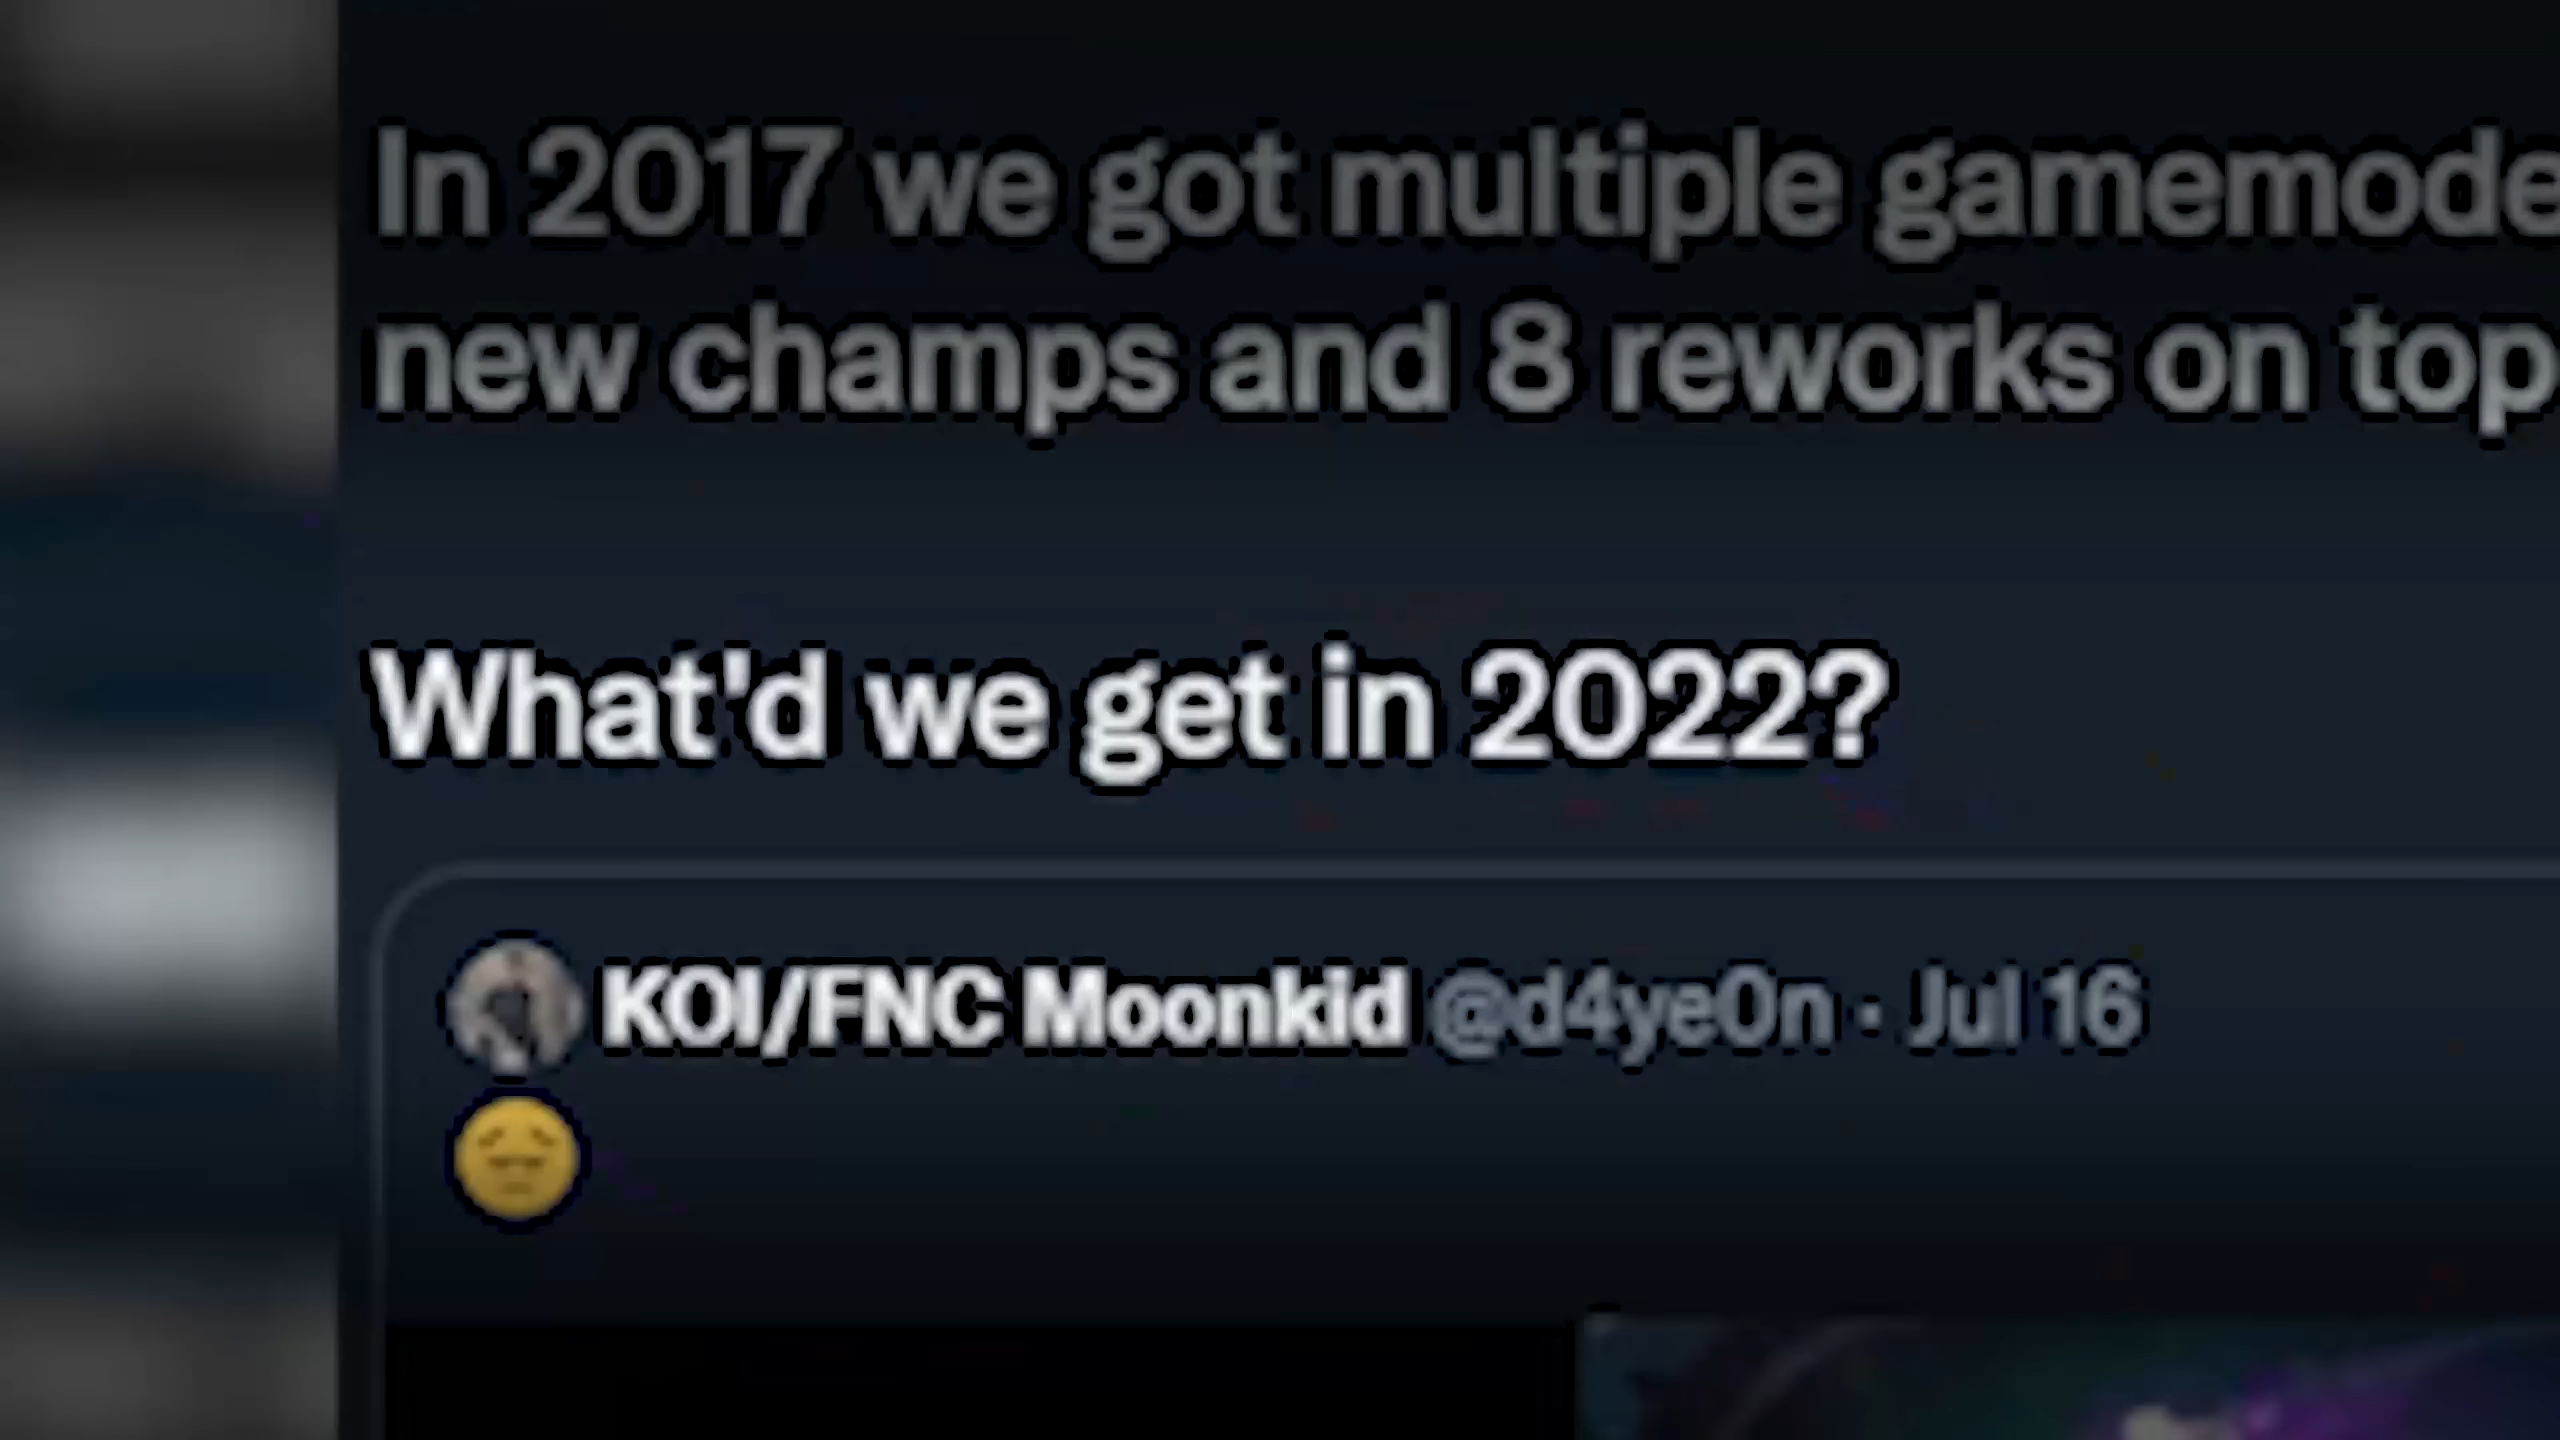 In 2017 we got multiple gamemode
new champs and 8 reworks on top
What'd we get in 2022?
KOI/FNC Moonkid @d4ye0n · Jul 16
😞